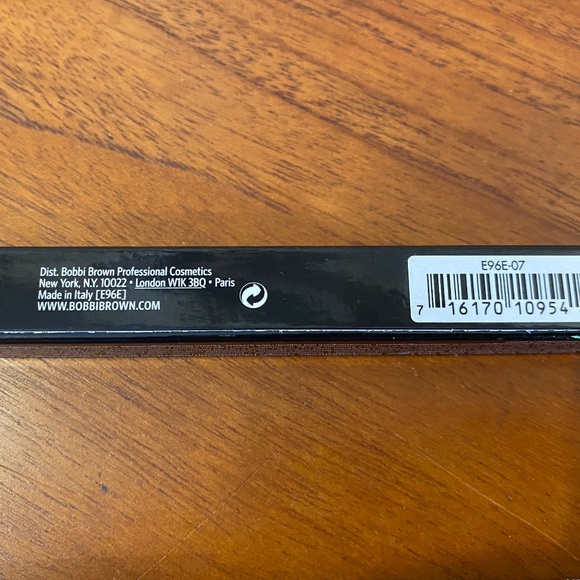 Dist. Bobbi Brown Professional Cosmetics
New York, N.Y. 10022 • London W1K 3BQ • Paris
Made in Italy [E96E]
WWW.BOBBIBROWN.COM
E96E-07
7 16170 10954